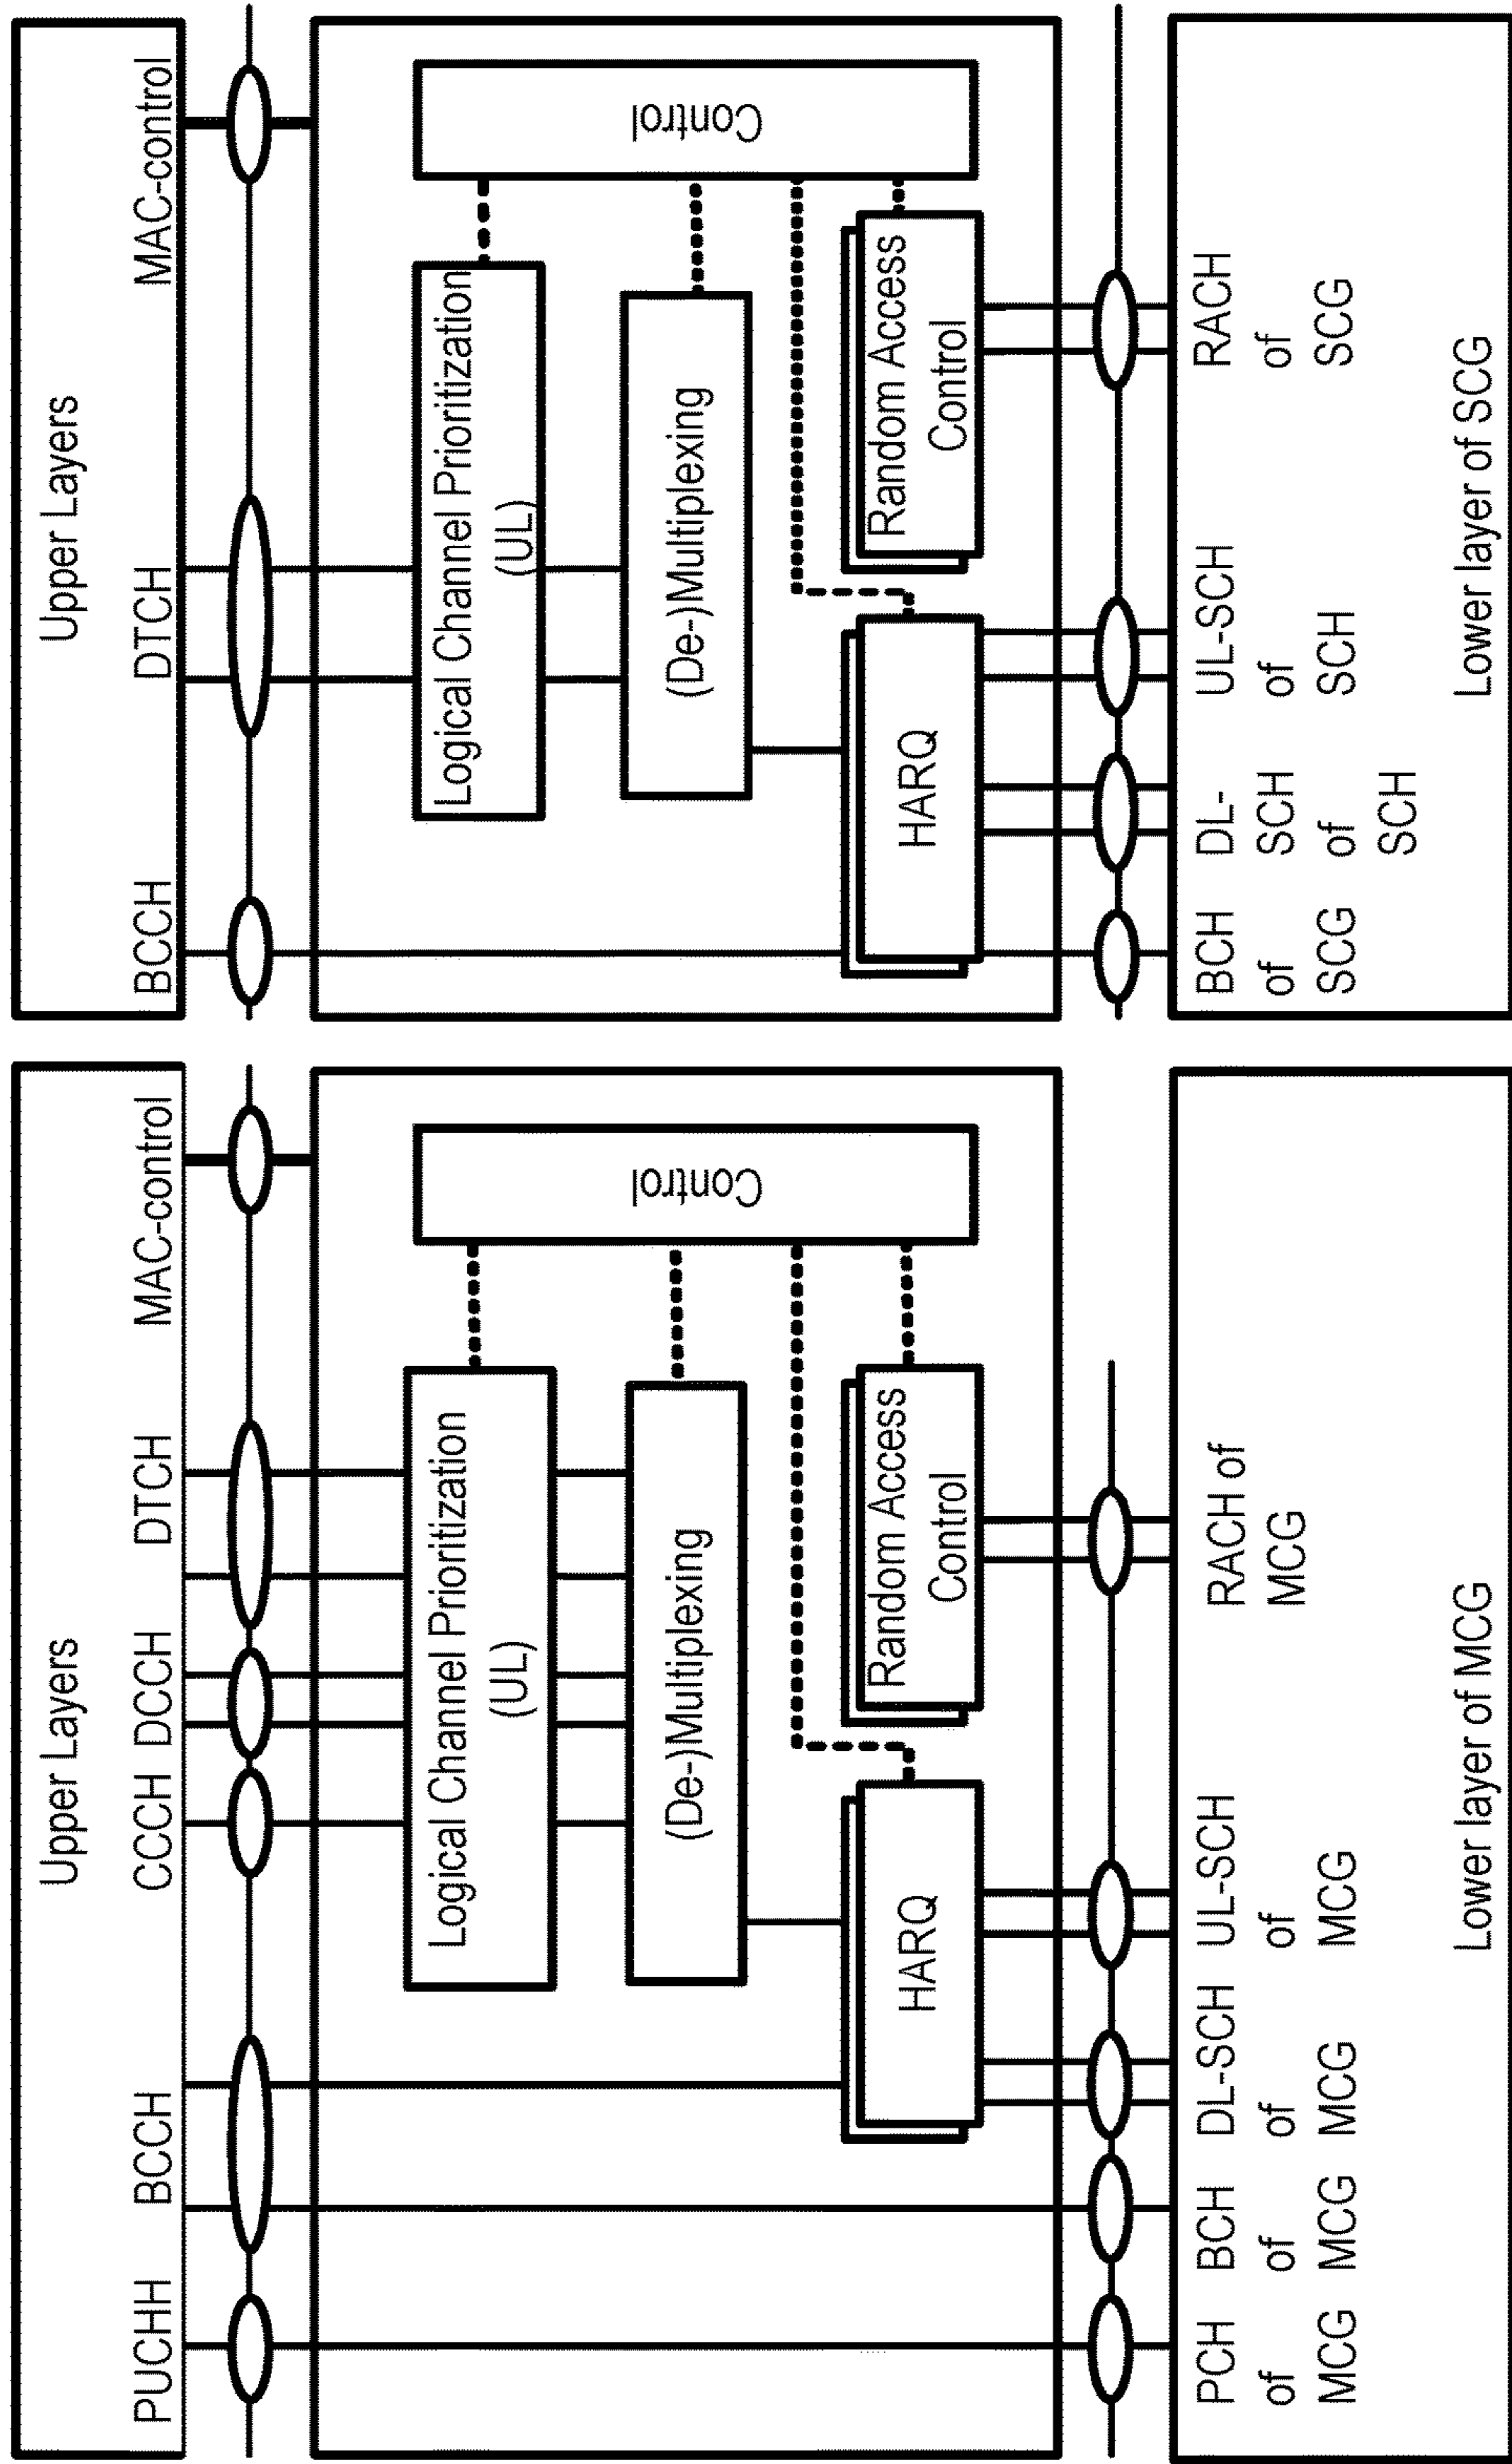 Upper Layers
PUCHH
BCCH
CCCH
DCCH
DTCH
MAC-control
Logical Channel Prioritization
(UL)
(De-)Multiplexing
HARQ
Random Access
Control
Control
PCH
of
MCG
BCH
of
MCG
DL-SCH
of
MCG
UL-SCH
of
MCG
RACH of
MCG
Lower layer of MCG
Upper Layers
BCCH
DTCH
MAC-control
Logical Channel Prioritization
(UL)
(De-)Multiplexing
HARQ
Random Access
Control
Control
BCH
of
SCG
DL-
SCH
of
SCH
UL-SCH
of
SCH
RACH
of
SCG
Lower layer of SCG